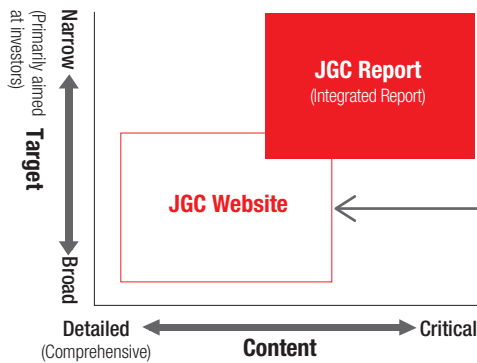 Narrow
(Primarily aimed
at investors)
Target
Broad
JGC Report
(Integrated Report)
JGC Website
Detailed
(Comprehensive)
Content
Critical